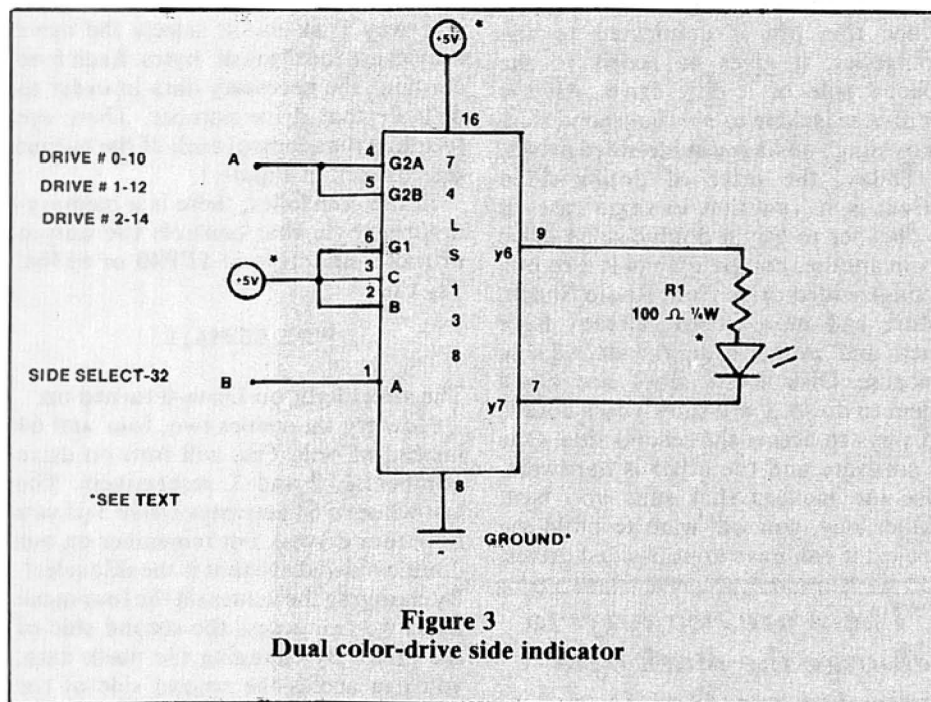 *
+5V
16
DRIVE # 0-10
A
4
G2A
7
DRIVE # 1-12
5
G2B
4
DRIVE # 2-14
L
6
G1
S
y6
9
*
+5V
3
C
1
2
B
3
R1
100 Ω ¼W
8
*
SIDE SELECT-32
B
1
A
y7
7
8
*SEE TEXT
GROUND*
Figure 3
Dual color-drive side indicator